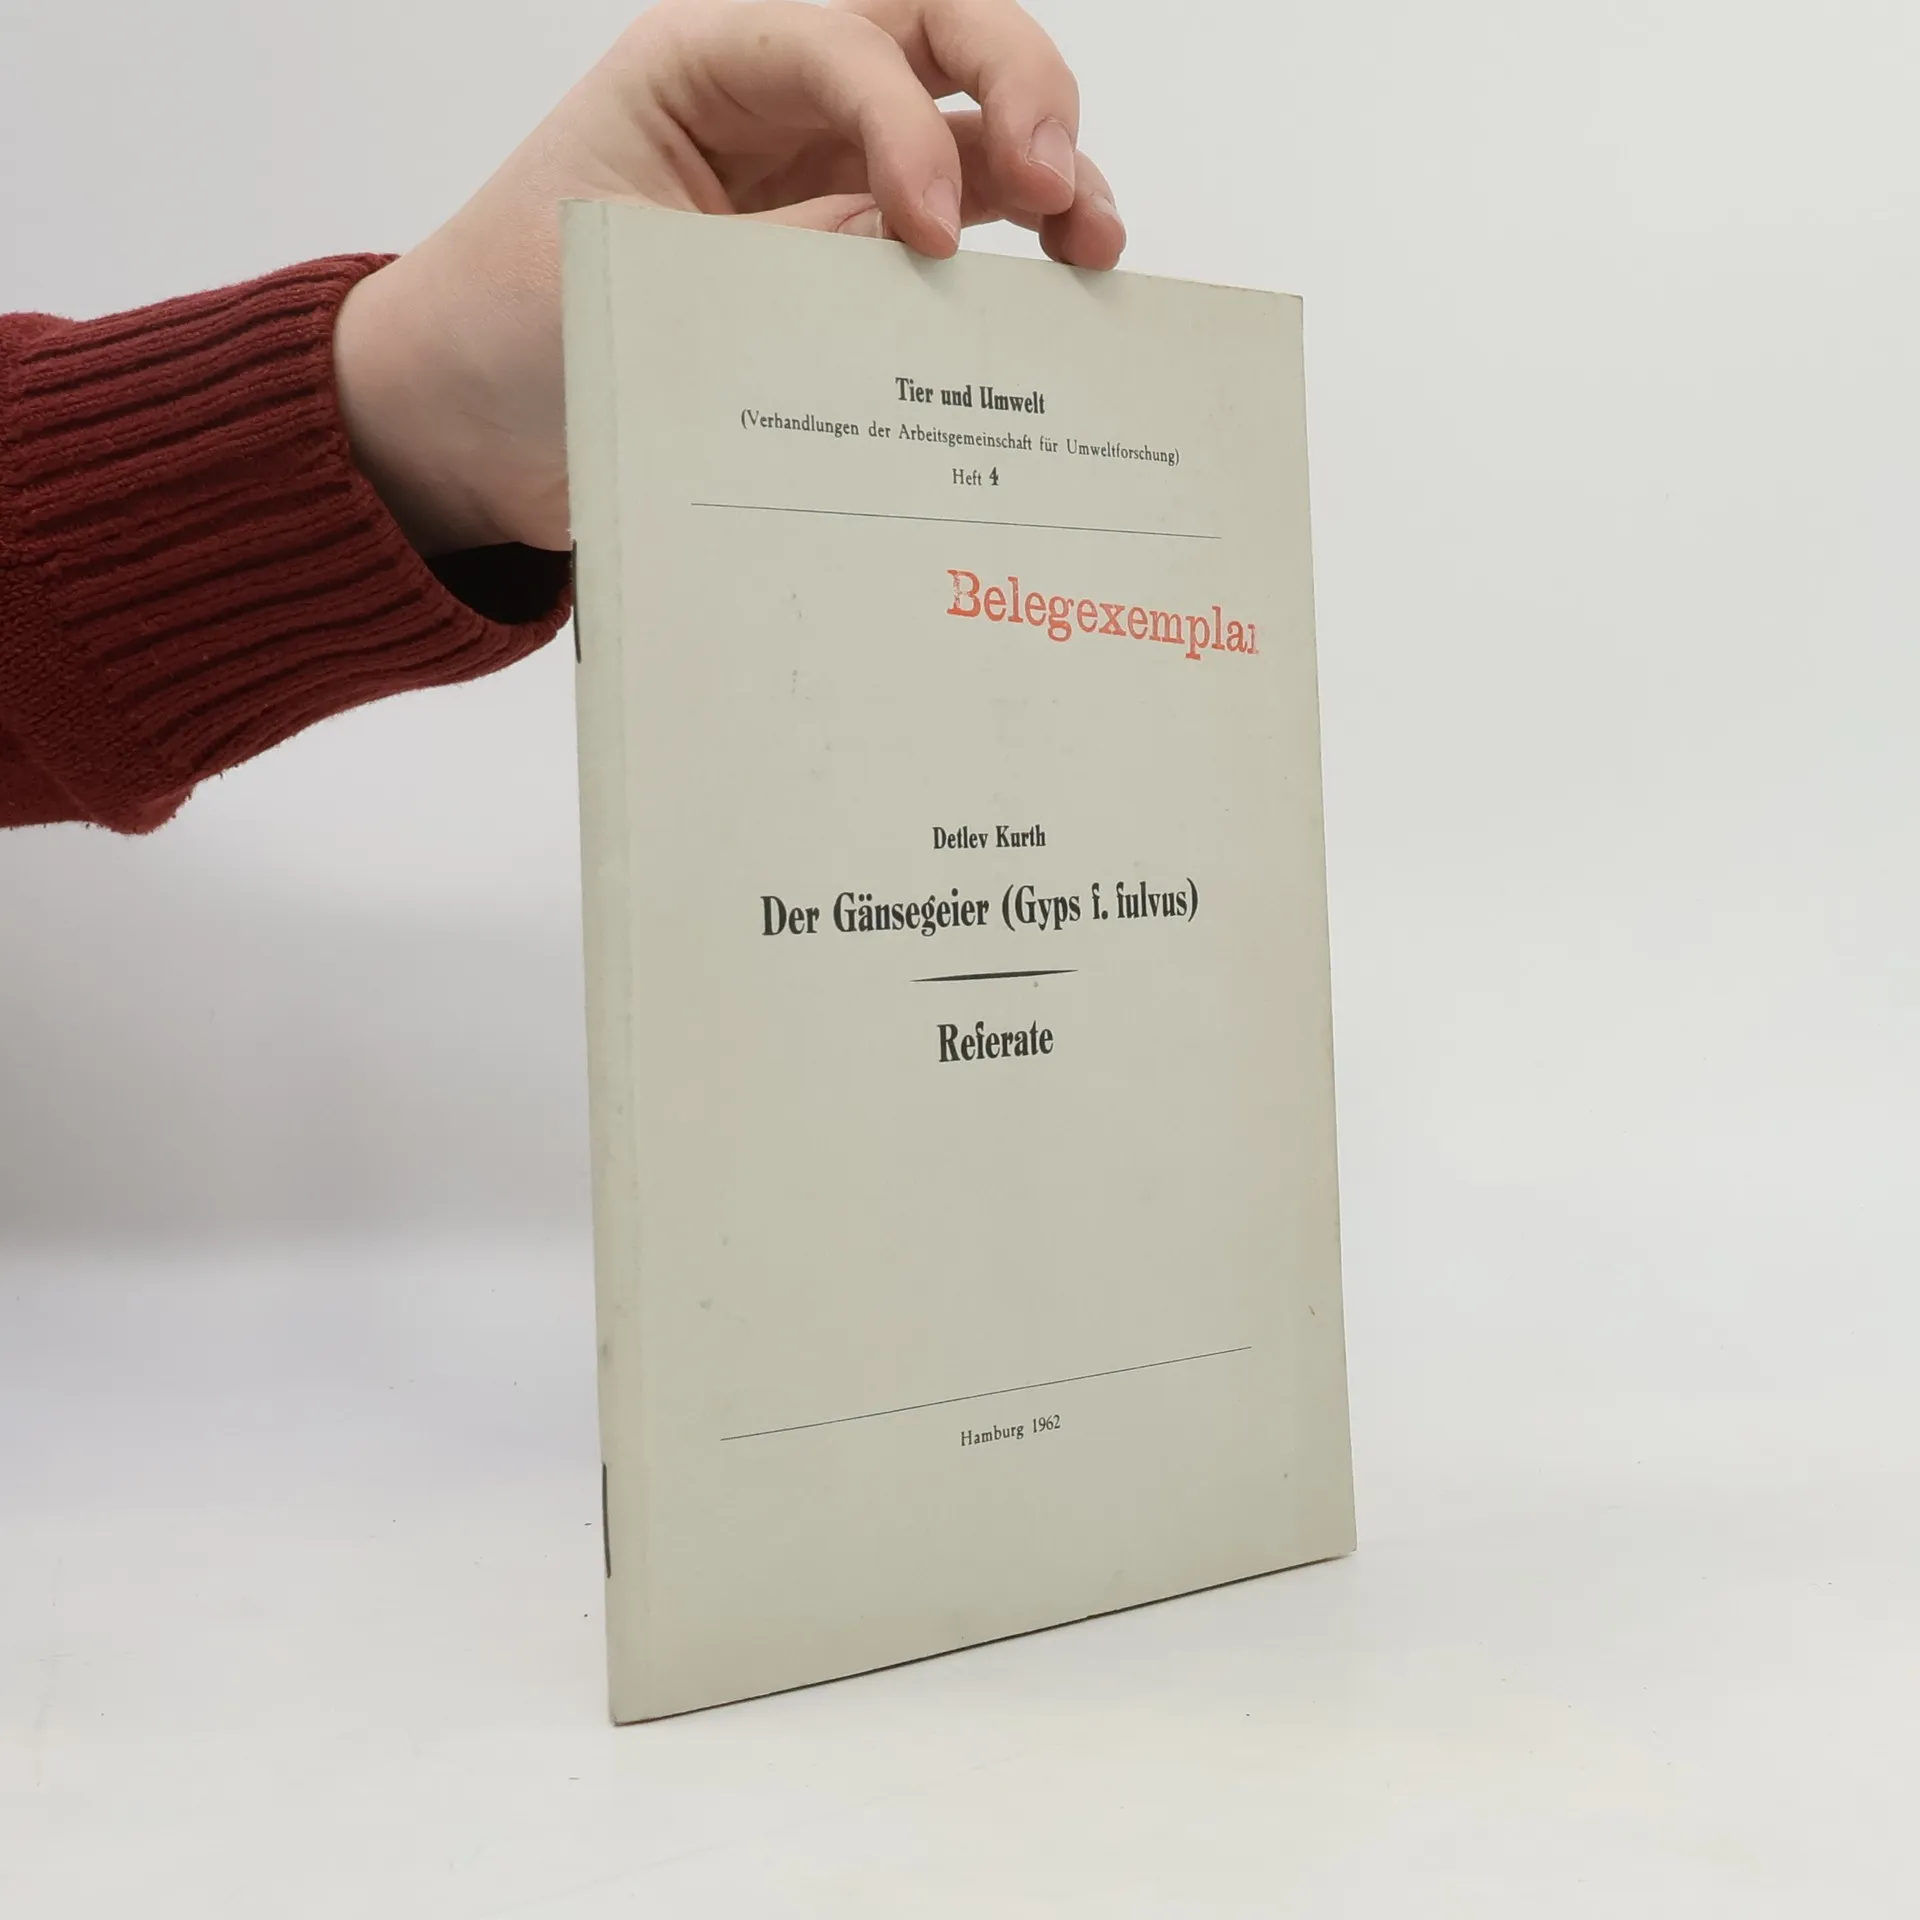 Tier und Umwelt
(Verhandlungen der Arbeitsgemeinschaft für Umweltforschung)
Heft 4
Belegexemplar
Detlev Kurth
Der Gänsegeier (Gyps f. fulvus)
Referate
Hamburg 1962